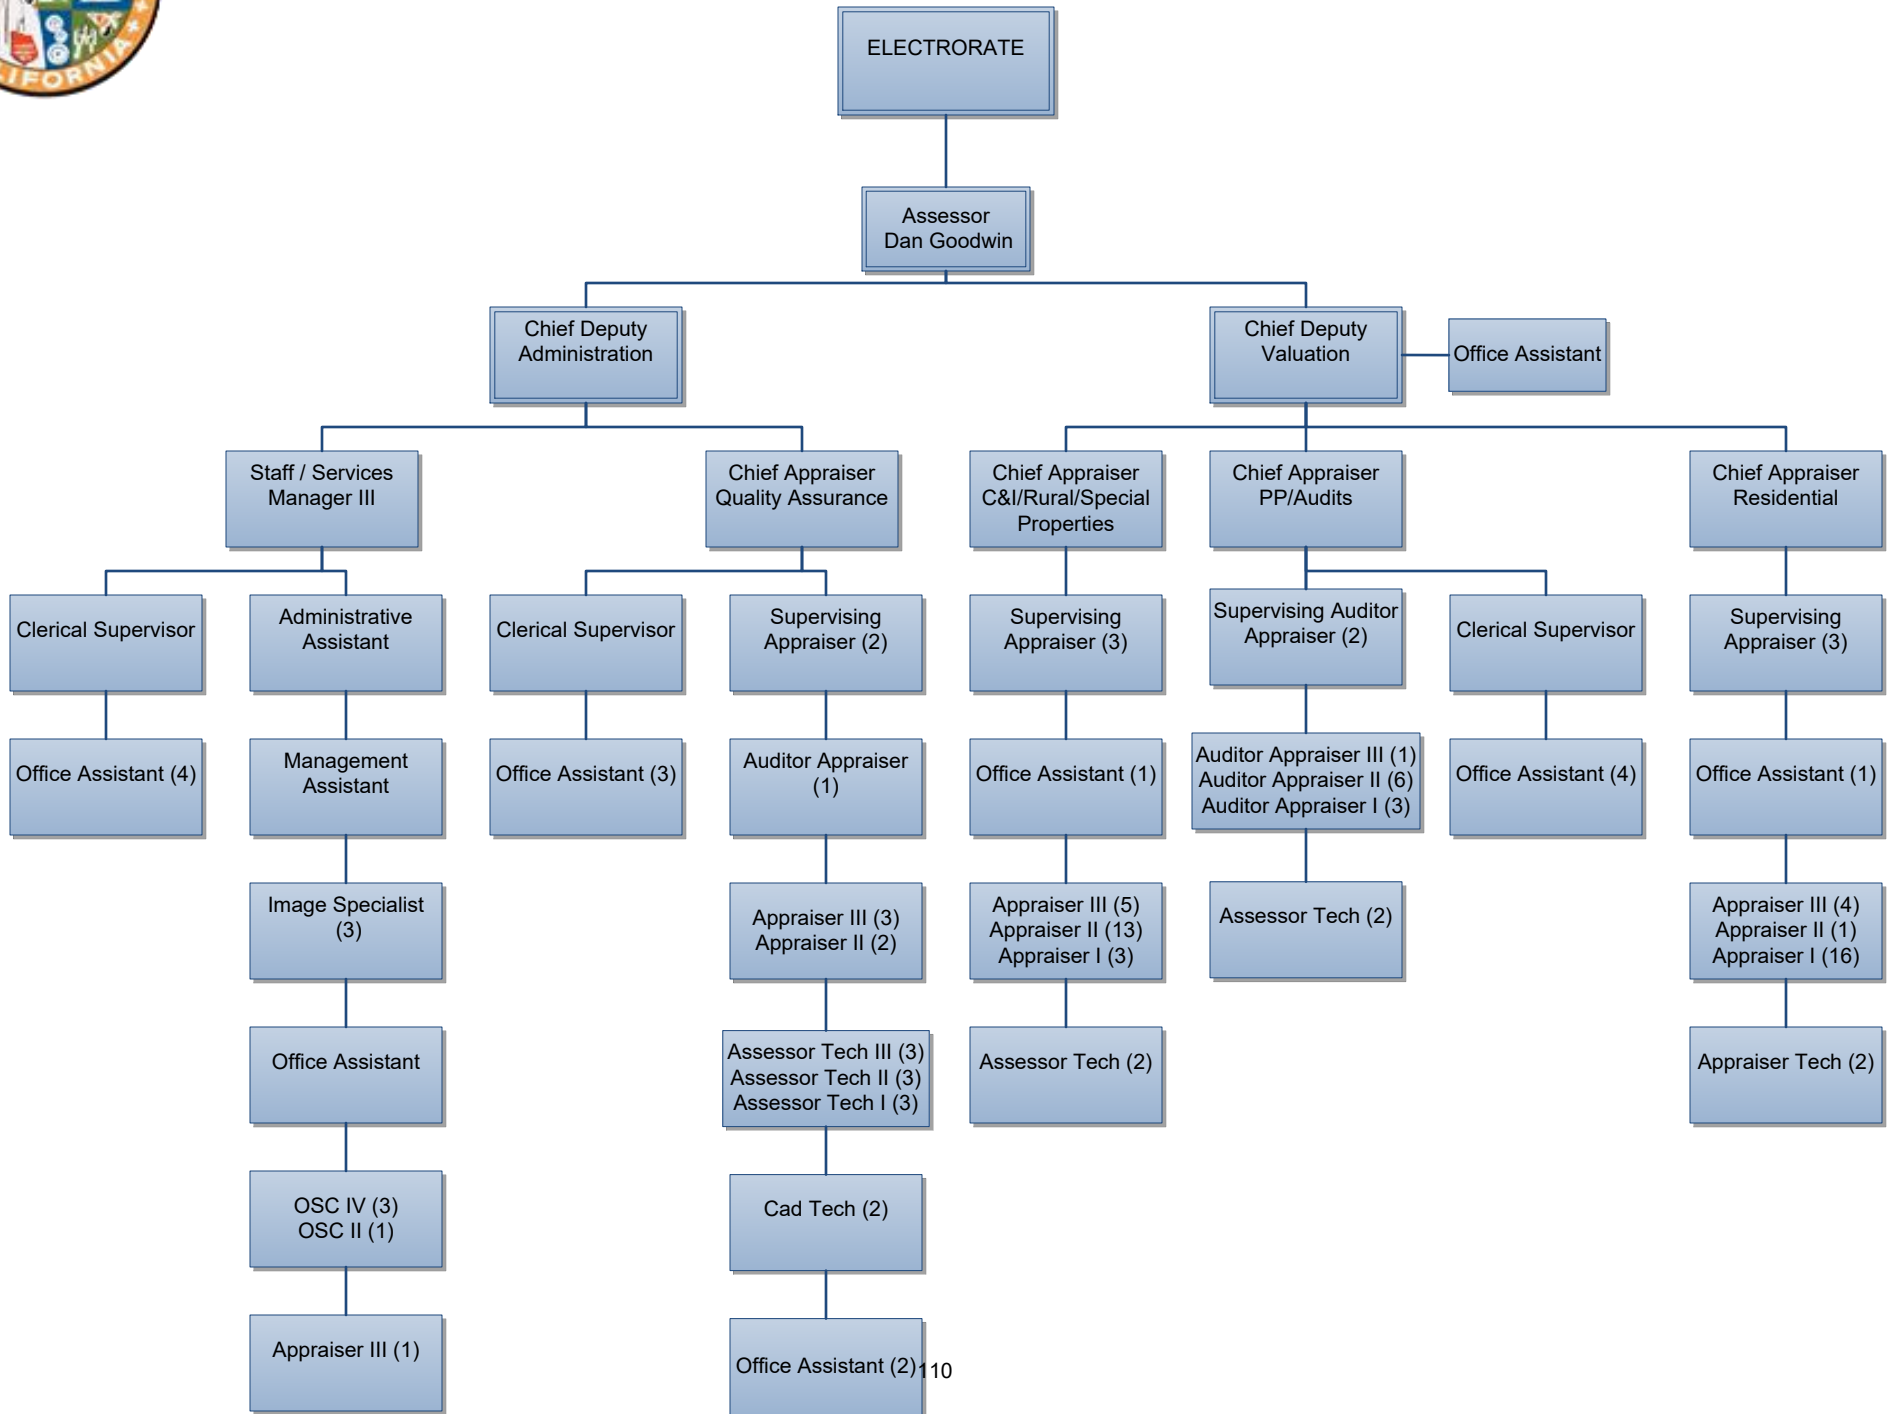 LIFORNIA
ELECTRORATE
Assessor
Dan Goodwin
Chief Deputy
Administration
Chief Deputy
Valuation
Office Assistant
Staff / Services
Manager III
Chief Appraiser
Quality Assurance
Chief Appraiser
C&I/Rural/Special
Properties
Chief Appraiser
PP/Audits
Chief Appraiser
Residential
Clerical Supervisor
Administrative
Assistant
Clerical Supervisor
Supervising
Appraiser (2)
Supervising
Appraiser (3)
Supervising Auditor
Appraiser (2)
Clerical Supervisor
Supervising
Appraiser (3)
Office Assistant (4)
Management
Assistant
Office Assistant (3)
Auditor Appraiser
(1)
Office Assistant (1)
Auditor Appraiser III (1)
Auditor Appraiser II (6)
Auditor Appraiser I (3)
Office Assistant (4)
Office Assistant (1)
Image Specialist
(3)
Appraiser III (3)
Appraiser II (2)
Appraiser III (5)
Appraiser II (13)
Appraiser I (3)
Assessor Tech (2)
Appraiser III (4)
Appraiser II (1)
Appraiser I (16)
Office Assistant
Assessor Tech III (3)
Assessor Tech II (3)
Assessor Tech I (3)
Assessor Tech (2)
Appraiser Tech (2)
OSC IV (3)
OSC II (1)
Cad Tech (2)
Appraiser III (1)
Office Assistant (2)
110